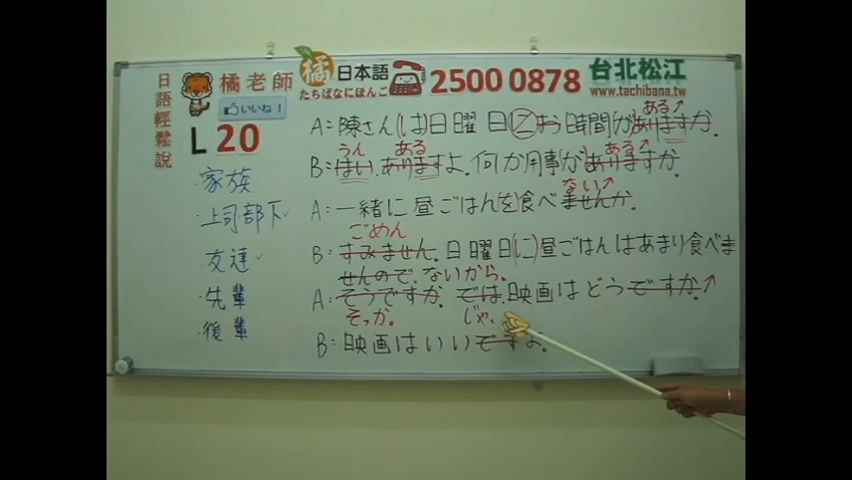 日語輕鬆說
橘老師
いいね!
L 20
橘 日本語
たちばなにほんご
2500 0878
台北松江
www.tachibana.tw
・家族
・上司・部下
友達
・先輩
・後輩
ある↗
A:陳さん(は)日曜日に 時間(が)ありますか.
うん ある ある↗
B:はい.ありますよ.何か用事(が)ありますか.
ない↗
A:一緒に昼ごはん(を)食べませんか.
ごめん
B:すみません.日曜日(に)昼ごはんはあまり食べま
せんので.ないから.
A:そうですか.では.映画はどうですか.↗
そっか。 じゃ.
B:映画はいいですよ.